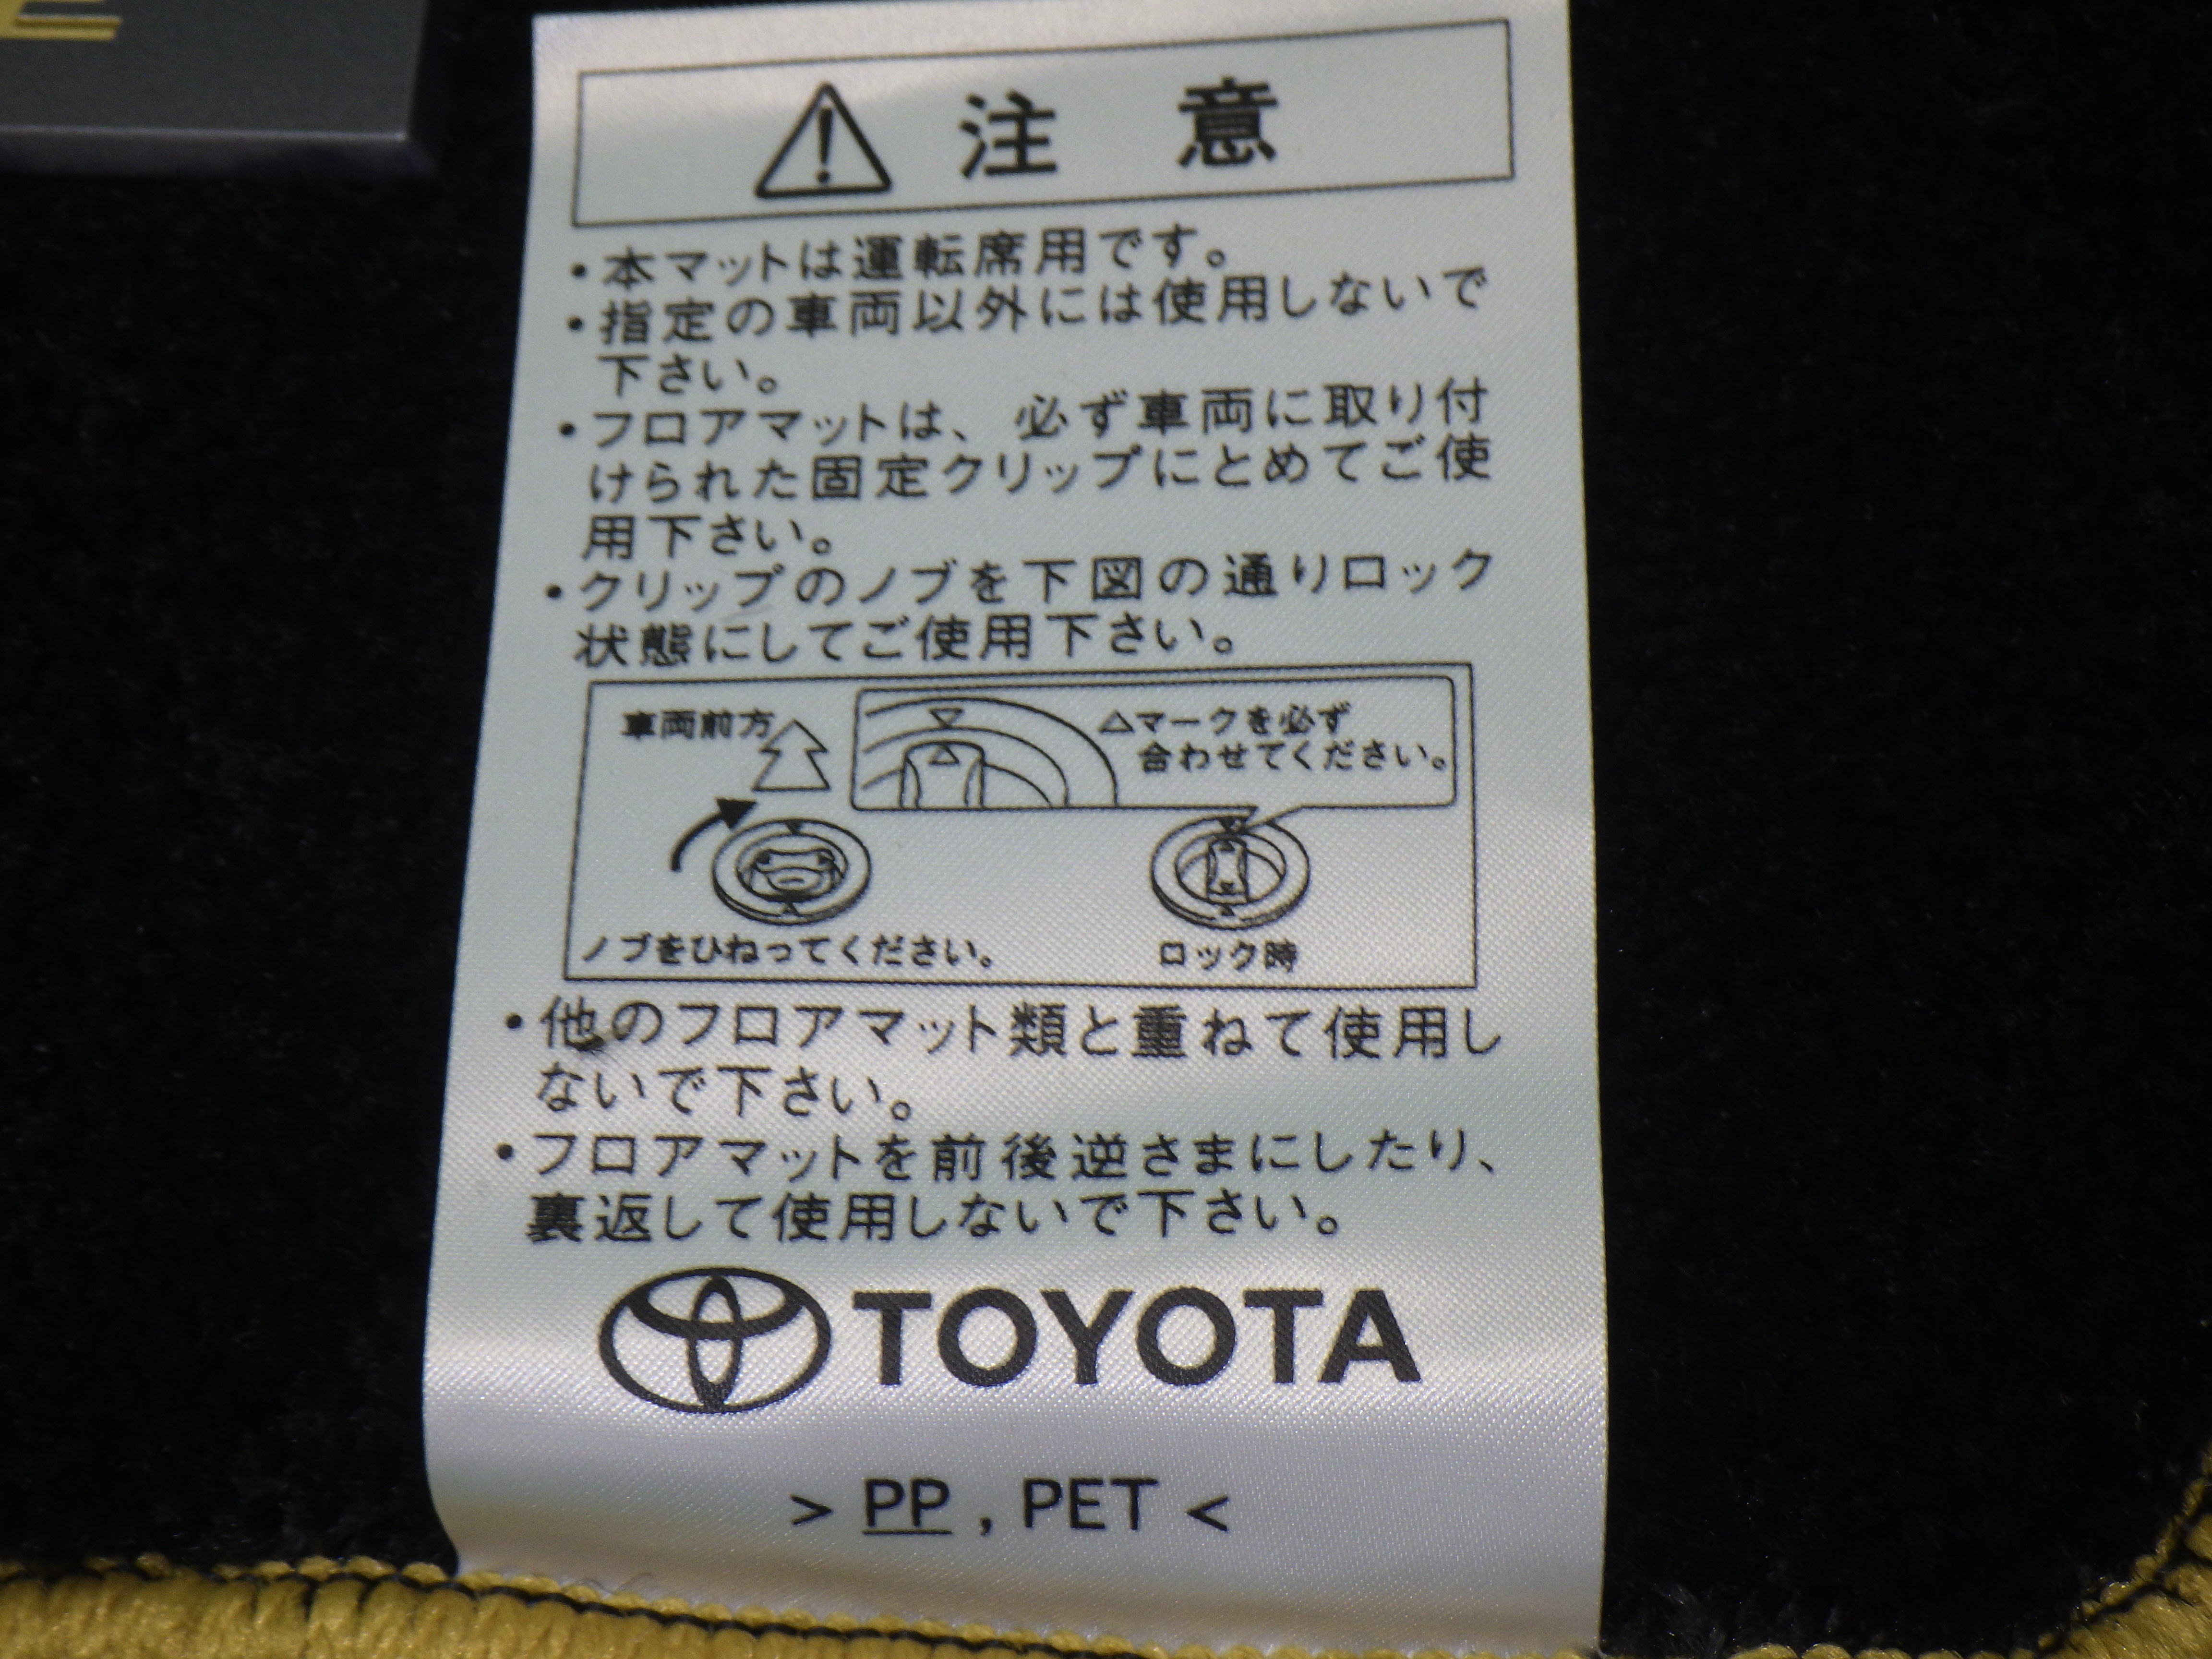 注意
・本マットは運転席用です。
・指定の車両以外には使用しないで
下さい。
・フロアマットは、必ず車両に取り付
けられた固定クリップにとめてご使
用下さい。
・クリップのノブを下図の通りロック
状態にしてご使用下さい。
車両前方
△マークを必ず
合わせてください。
ノブをひねってください。
ロック時
・他のフロアマット類と重ねて使用し
ないで下さい。
・フロアマットを前後逆さまにしたり、
裏返して使用しないで下さい。
TOYOTA
> PP , PET <